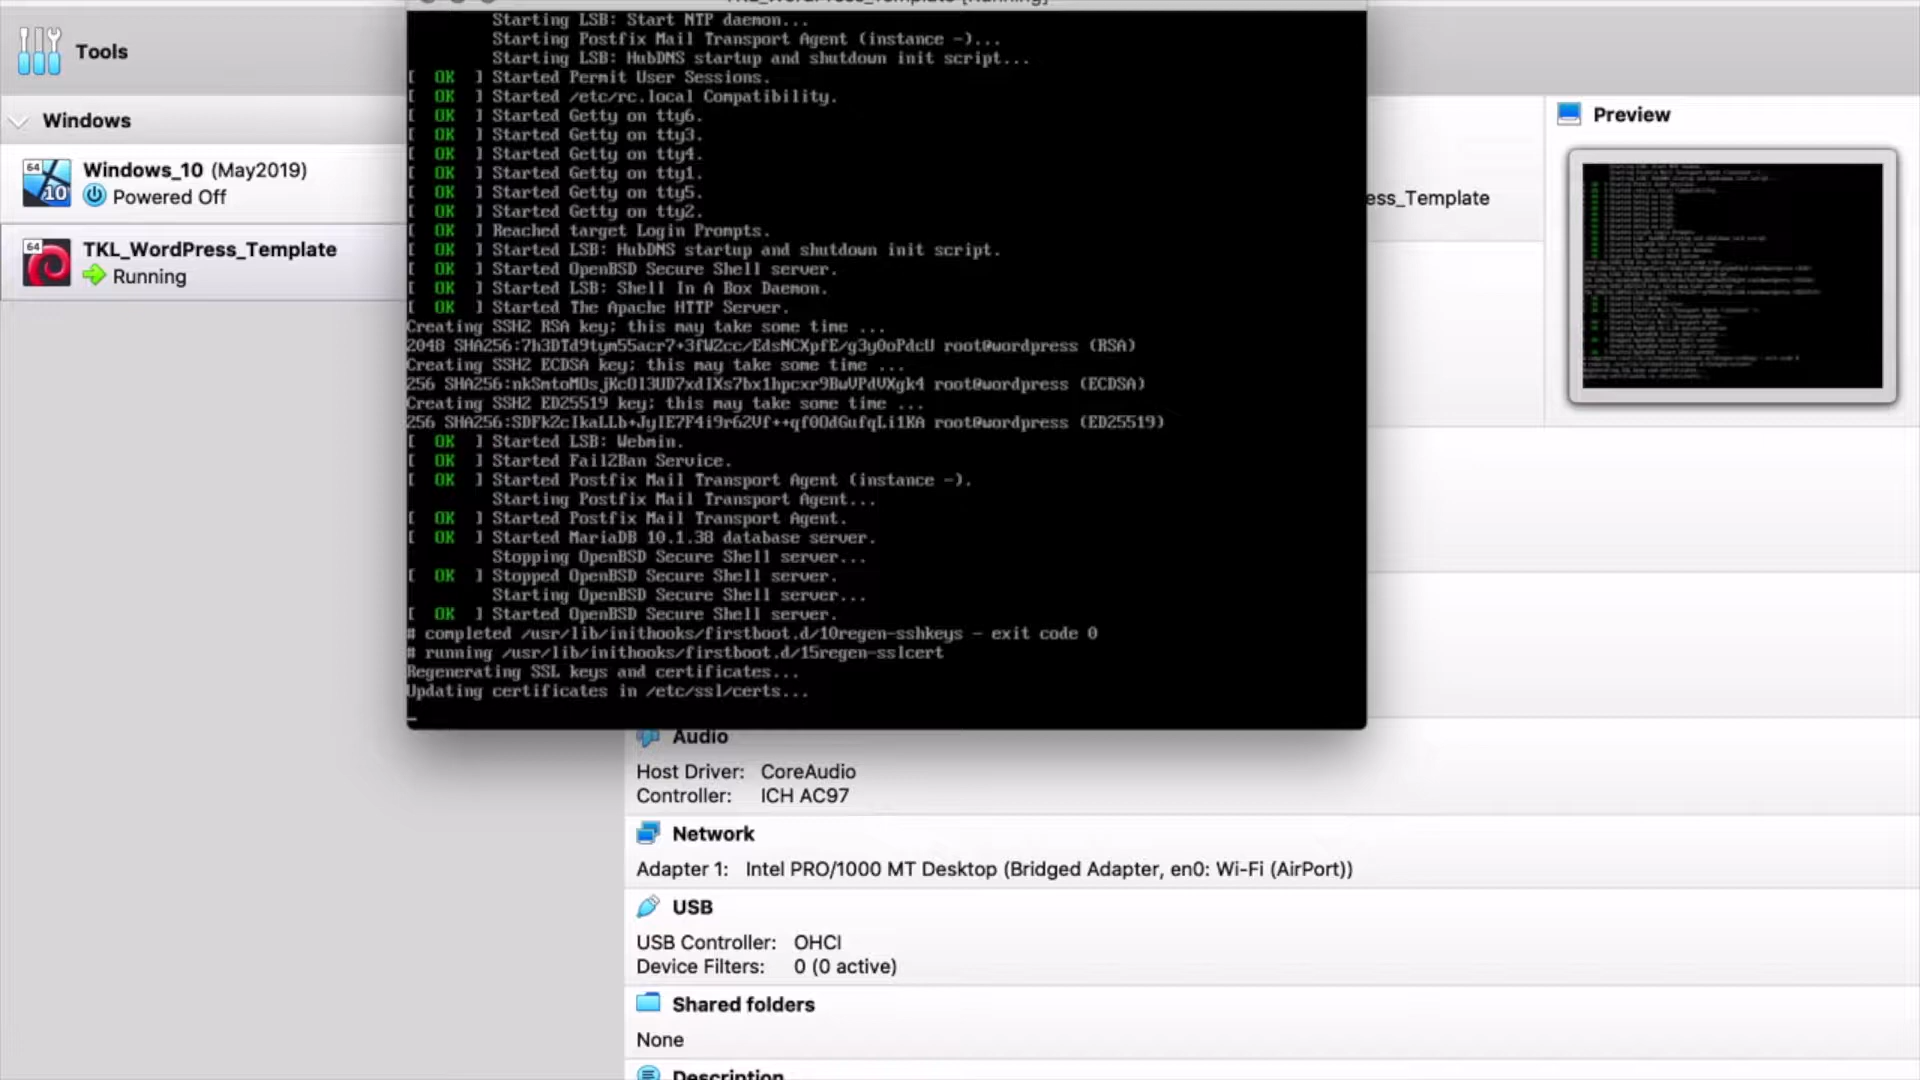 Tools
Windows
Windows_10 (May2019)
Powered Off
TKL_WordPress_Template
Running
Starting LSB: Start NTP daemon...
Starting Postfix Mail Transport Agent (instance -)...
Starting LSB: HubDNS startup and shutdown init script...
[ OK ] Started Permit User Sessions.
[ OK ] Started /etc/rc.local Compatibility.
[ OK ] Started Getty on tty6.
[ OK ] Started Getty on tty3.
[ OK ] Started Getty on tty4.
[ OK ] Started Getty on tty1.
[ OK ] Started Getty on tty5.
[ OK ] Started Getty on tty2.
[ OK ] Reached target Login Prompts.
[ OK ] Started LSB: HubDNS startup and shutdown init script.
[ OK ] Started OpenBSD Secure Shell server.
[ OK ] Started LSB: Shell In A Box Daemon.
[ OK ] Started The Apache HTTP Server.
Creating SSH2 RSA key; this may take some time ...
2048 root@wordpress (RSA)
Creating SSH2 ECDSA key; this may take some time ...
256 root@wordpress (ECDSA)
Creating SSH2 ED25519 key; this may take some time ...
256 root@wordpress (ED25519)
[ OK ] Started LSB: Webmin.
[ OK ] Started Fail2Ban Service.
[ OK ] Started Postfix Mail Transport Agent (instance -).
Starting Postfix Mail Transport Agent...
[ OK ] Started Postfix Mail Transport Agent.
[ OK ] Started MariaDB 10.1.38 database server.
Stopping OpenBSD Secure Shell server...
[ OK ] Stopped OpenBSD Secure Shell server.
Starting OpenBSD Secure Shell server...
[ OK ] Started OpenBSD Secure Shell server.
# completed /usr/lib/inithooks/firstboot.d/10regen-sshkeys - exit code 0
# running /usr/lib/inithooks/firstboot.d/15regen-sslcert
Regenerating SSL keys and certificates...
Updating certificates in /etc/ssl/certs...
ess_Template
Preview
Audio
Host Driver: CoreAudio
Controller: ICH AC97
Network
Adapter 1: Intel PRO/1000 MT Desktop (Bridged Adapter, en0: Wi-Fi (AirPort))
USB
USB Controller: OHCI
Device Filters: 0 (0 active)
Shared folders
None
Description